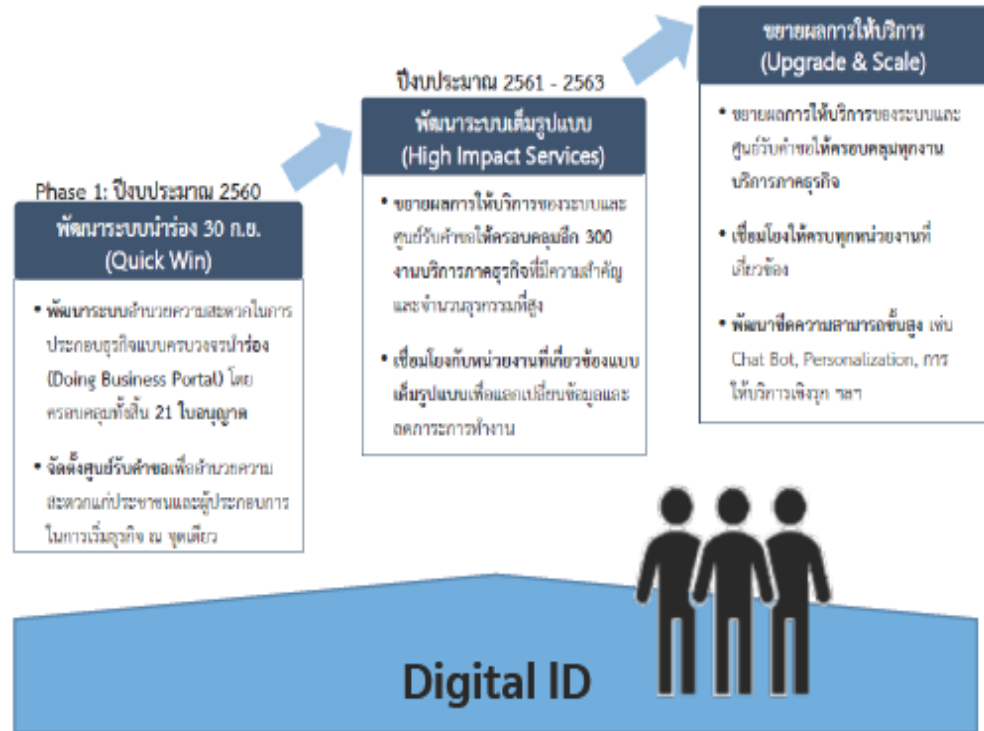 Phase 1: ปีงบประมาณ 2560
พัฒนาระบบนำร่อง 30 ก.ย.
(Quick Win)
• พัฒนาระบบอำนวยความสะดวกในการ
ประกอบธุรกิจแบบครบวงจรนำร่อง
(Doing Business Portal) โดย
ครอบคลุมทั้งสิ้น 21 ใบอนุญาต
• จัดตั้งศูนย์รับคำขอเพื่ออำนวยความ
สะดวกแก่ประชาชนและผู้ประกอบการ
ในการเริ่มธุรกิจ ณ จุดเดียว
ปีงบประมาณ 2561 - 2563
พัฒนาระบบเต็มรูปแบบ
(High Impact Services)
• ขยายผลการให้บริการของระบบและ
ศูนย์รับคำขอให้ครอบคลุมอีก 300
งานบริการภาคธุรกิจที่มีความสำคัญ
และจำนวนธุรกรรมที่สูง
• เชื่อมโยงกับหน่วยงานที่เกี่ยวข้องแบบ
เต็มรูปแบบเพื่อแลกเปลี่ยนข้อมูลและ
ลดภาระการทำงาน
ขยายผลการให้บริการ
(Upgrade & Scale)
• ขยายผลการให้บริการของระบบและ
ศูนย์รับคำขอให้ครอบคลุมทุกงาน
บริการภาคธุรกิจ
• เชื่อมโยงให้ครบทุกหน่วยงานที่
เกี่ยวข้อง
• พัฒนาขีดความสามารถขั้นสูง เช่น
Chat Bot, Personalization, การ
ให้บริการเชิงรุก ฯลฯ
Digital ID